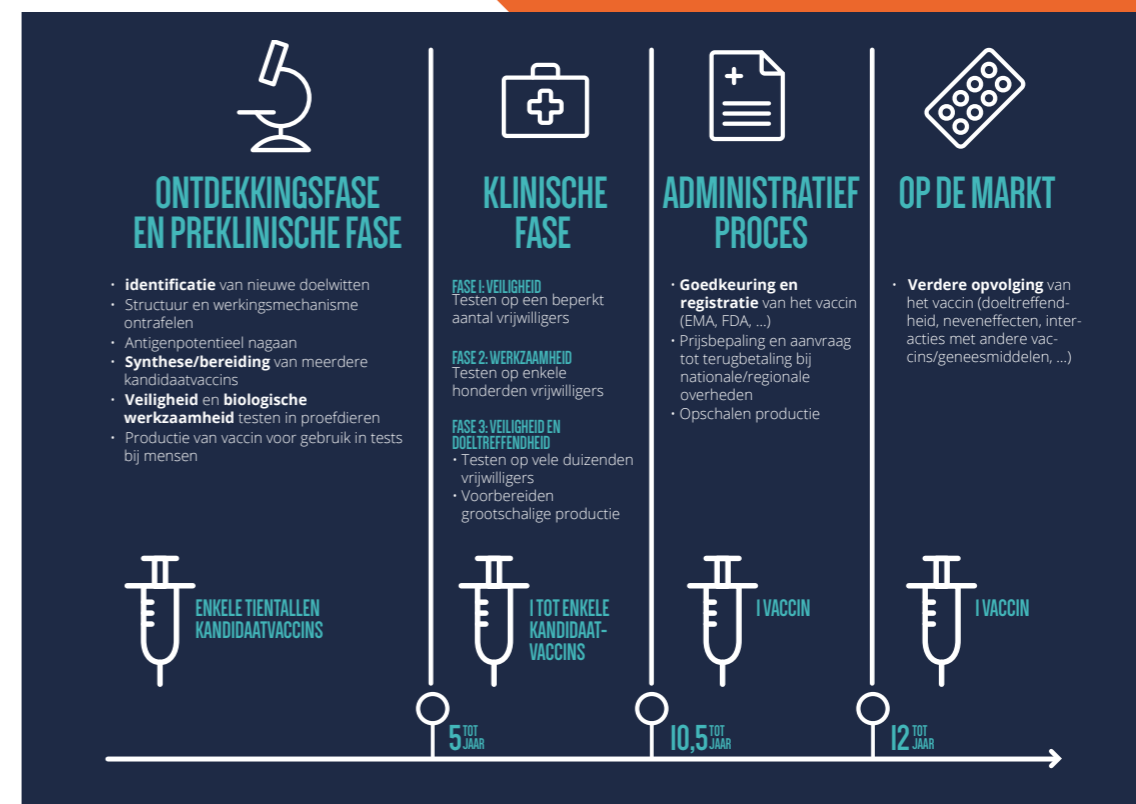 ONTDEKKINGSFASE
EN PREKLINISCHE FASE
• identificatie van nieuwe doelwitten
• Structuur en werkingsmechanisme
ontrafelen
• Antigenpotentieel nagaan
• Synthese/bereiding van meerdere
kandidaatvaccins
• Veiligheid en biologische
werkzaamheid testen in proefdieren
• Productie van vaccin voor gebruik in tests
bij mensen
ENKELE TIENTALLEN
KANDIDAATVACCINS
KLINISCHE
FASE
FASE 1: VEILIGHEID
Testen op een beperkt
aantal vrijwilligers
FASE 2: WERKZAAMHEID
Testen op enkele
honderden vrijwilligers
FASE 3: VEILIGHEID EN
DOELTREFFENDHEID
• Testen op vele duizenden
vrijwilligers
• Voorbereiden
grootschalige productie
1 TOT ENKELE
KANDIDAAT-
VACCINS
ADMINISTRATIEF
PROCES
• Goedkeuring en
registratie van het vaccin
(EMA, FDA, ...)
• Prijsbepaling en aanvraag
tot terugbetaling bij
nationale/regionale
overheden
• Opschalen productie
1 VACCIN
OP DE MARKT
• Verdere opvolging van
het vaccin (doeltreffend-
heid, neveneffecten, inter-
acties met andere vac-
cins/geneesmiddelen, ...)
1 VACCIN
5 TOT
JAAR
10,5 TOT
JAAR
12 TOT
JAAR